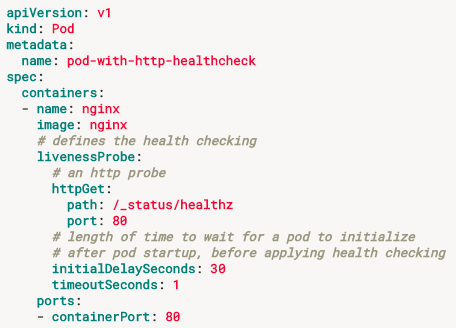 apiVersion: v1
kind: Pod
metadata:
  name: pod-with-http-healthcheck
spec:
  containers:
  - name: nginx
    image: nginx
    # defines the health checking
    livenessProbe:
      # an http probe
      httpGet:
        path: /_status/healthz
        port: 80
      # length of time to wait for a pod to initialize
      # after pod startup, before applying health checking
      initialDelaySeconds: 30
      timeoutSeconds: 1
    ports:
    - containerPort: 80